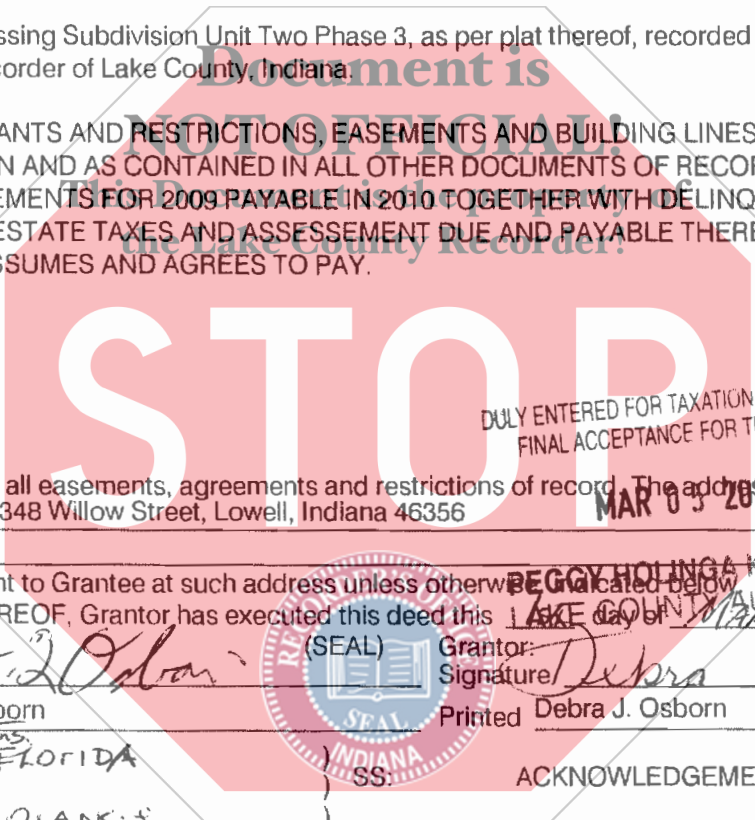 ssing Subdivision Unit Two Phase 3, as per plat thereof, recorded
corder of Lake County, Indiana.
Document is
NOT OFFICIAL!
This Document is the property of
the Lake County Recorder!
ANTS AND RESTRICTIONS, EASEMENTS AND BUILDING LINES
N AND AS CONTAINED IN ALL OTHER DOCUMENTS OF RECOR
EMENTS FOR 2009 PAYABLE IN 2010 TOGETHER WITH DELINQ
ESTATE TAXES AND ASSESSEMENT DUE AND PAYABLE THERE
SSUMES AND AGREES TO PAY.
STOP
DULY ENTERED FOR TAXATION
FINAL ACCEPTANCE FOR T
all easements, agreements and restrictions of record. The addres
348 Willow Street, Lowell, Indiana 46356
MAR 03 20
nt to Grantee at such address unless otherwise indicated below
PEGGY HOLINGA K
REOF, Grantor has executed this deed this day of
LAKE COUNTY A
(SEAL) Grantor:
Signature Debra
born Printed Debra J. Osborn
FLORIDA
) SS: ACKNOWLEDGEME
SEAL
INDIANA